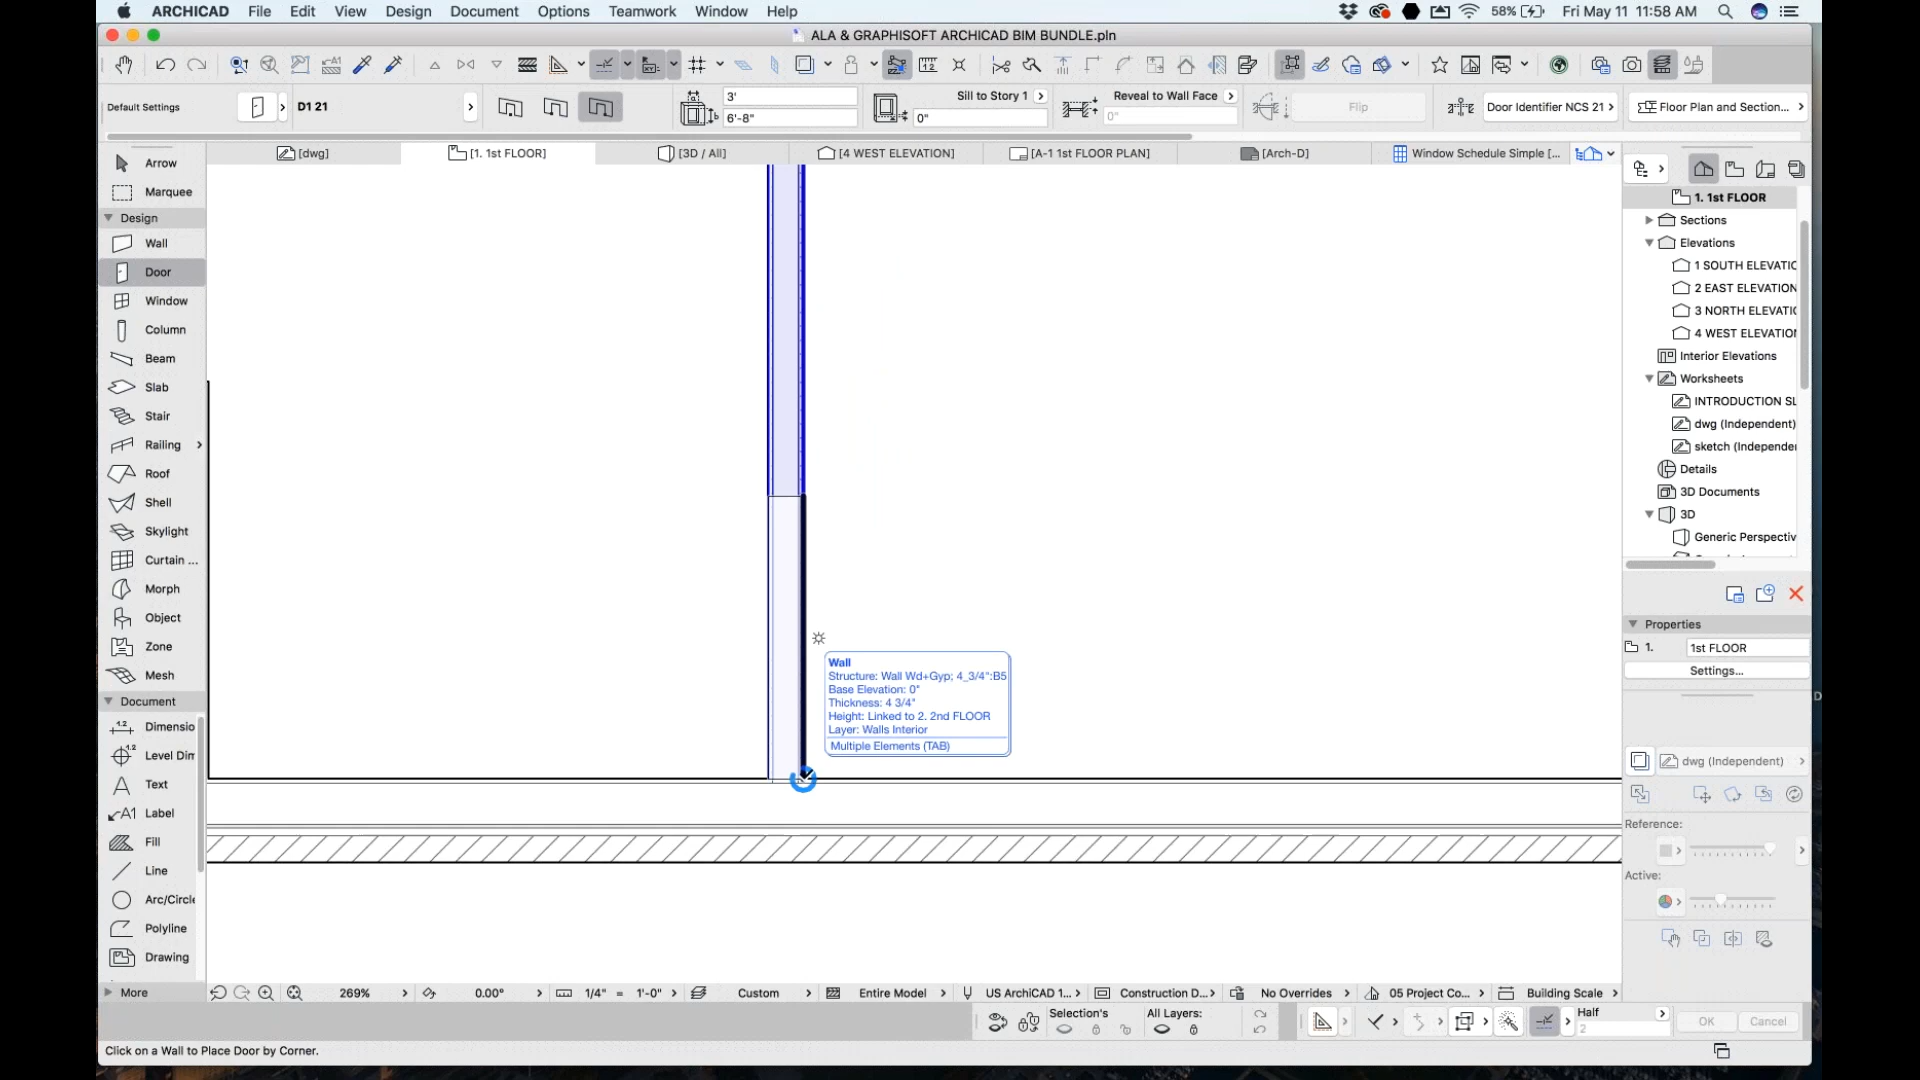 ARCHICAD File Edit View Design Document Options Teamwork Window Help 58% Fri May 11 11:58 AM
ALA & GRAPHISOFT ARCHICAD BIM BUNDLE.pln
Default Settings
D1 21
3'
6'-8"
Sill to Story 1
0"
Reveal to Wall Face
0"
Flip
Door Identifier NCS 21
Floor Plan and Section...
[dwg]
[1. 1st FLOOR]
[3D / All]
[4 WEST ELEVATION]
[A-1 1st FLOOR PLAN]
[Arch-D]
Window Schedule Simple [...
Arrow
Marquee
Design
Wall
Door
Window
Column
Beam
Slab
Stair
Railing
Roof
Shell
Skylight
Curtain ...
Morph
Object
Zone
Mesh
Document
Dimensio
Level Dim
Text
Label
Fill
Line
Arc/Circle
Polyline
Drawing
More
Wall
Structure: Wall Wd+Gyp; 4_3/4":B5
Base Elevation: 0"
Thickness: 4 3/4"
Height: Linked to 2. 2nd FLOOR
Layer: Walls Interior
Multiple Elements (TAB)
1. 1st FLOOR
Sections
Elevations
1 SOUTH ELEVATIC
2 EAST ELEVATION
3 NORTH ELEVATIC
4 WEST ELEVATION
Interior Elevations
Worksheets
INTRODUCTION SL
dwg (Independent)
sketch (Independer
Details
3D Documents
3D
Generic Perspectiv
Properties
1.
1st FLOOR
Settings...
dwg (Independent)
Reference:
Active:
269%
0.00°
1/4" = 1'-0"
Custom
Entire Model
US ArchiCAD 1...
Construction D...
No Overrides
05 Project Co...
Building Scale
Selection's
All Layers:
Half
2
OK
Cancel
Click on a Wall to Place Door by Corner.